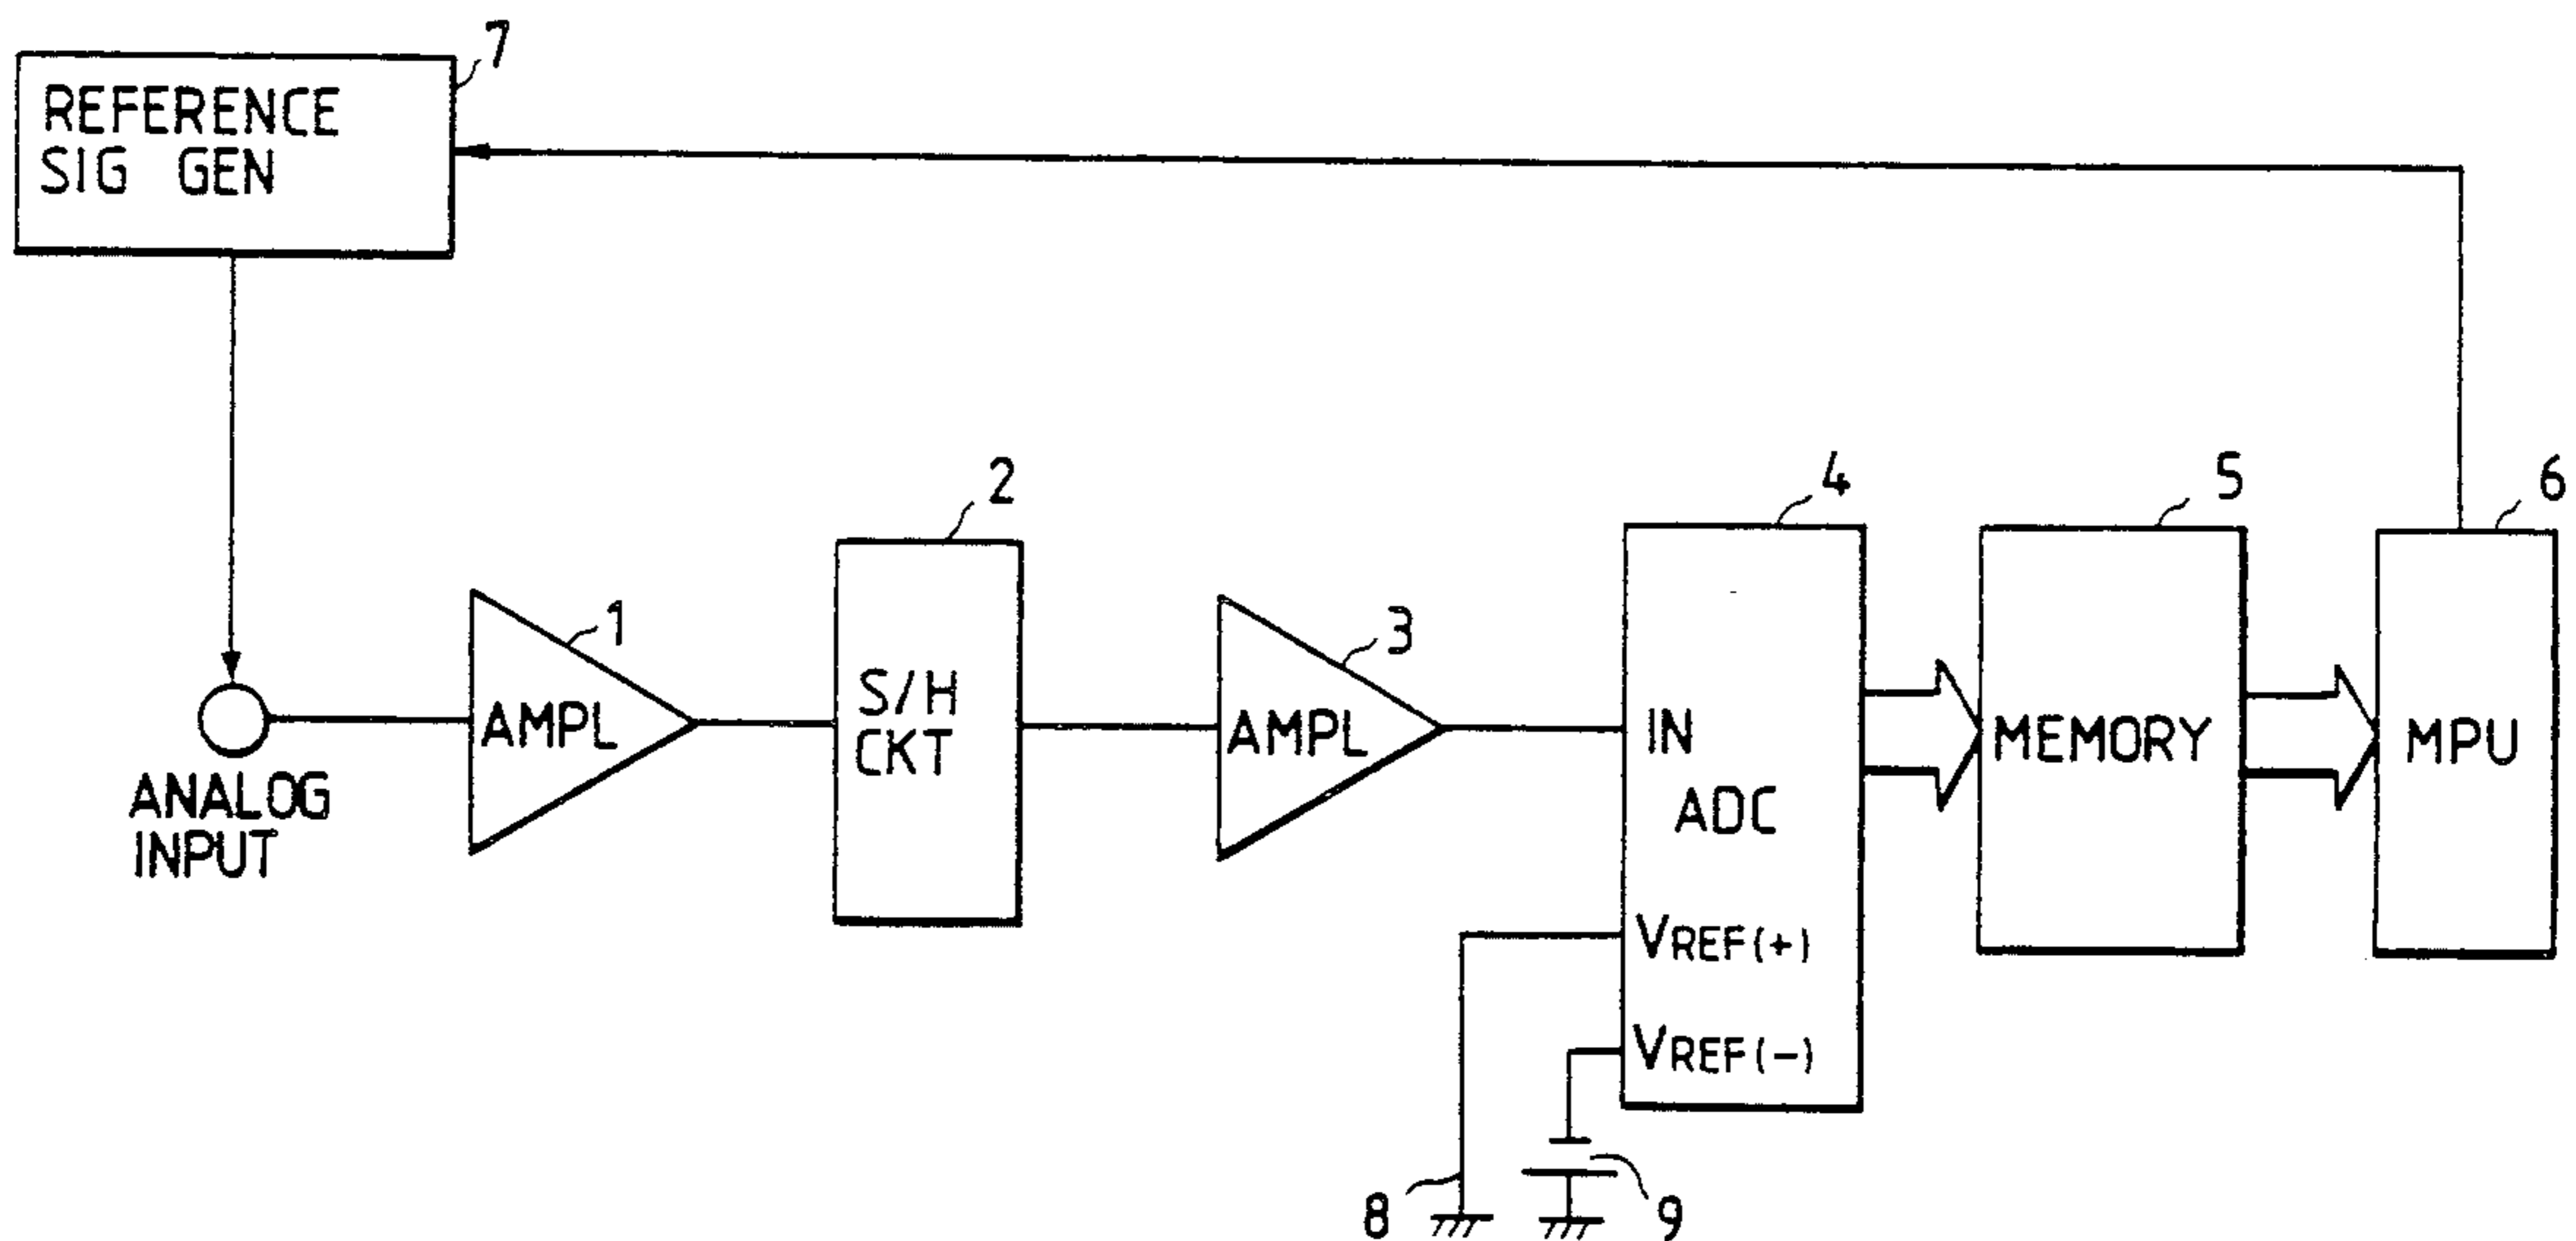 7
REFERENCE
SIG GEN
2
4
5
6
1
3
AMPL
S/H
CKT
AMPL
IN
ADC
MEMORY
MPU
ANALOG
INPUT
VREF(+)
VREF(-)
8
9